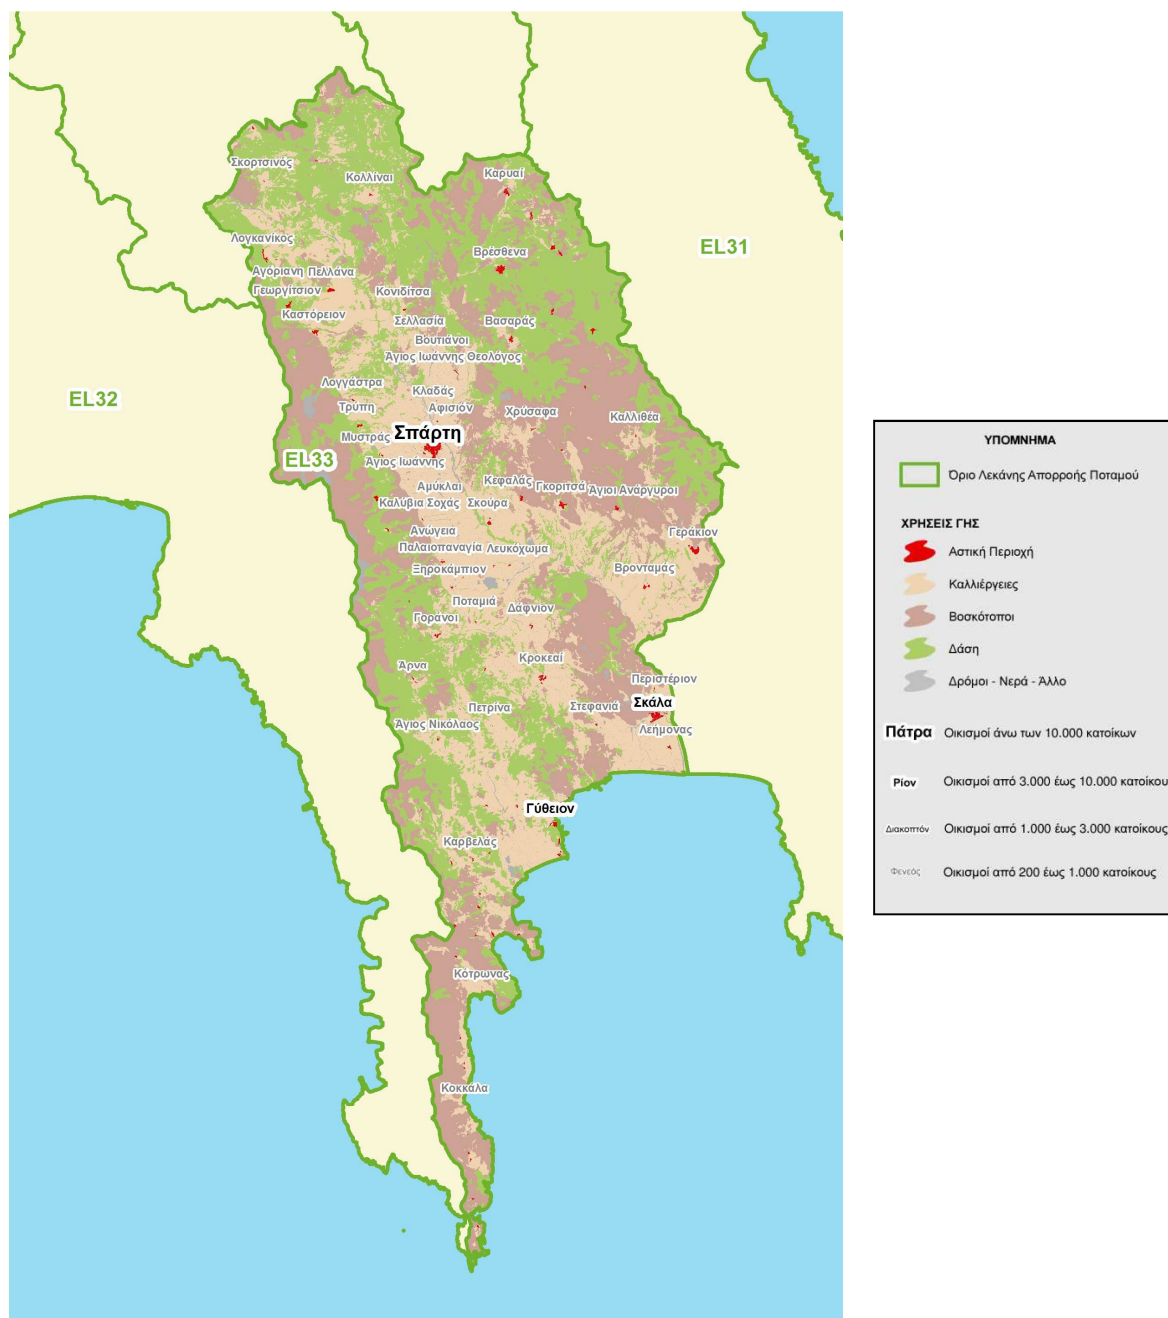 Σκορτσινός
Κολλίναι
Καρυαί
Λογκανίκος
Βρέσθενα
EL31
Αγόριανη
Πελλάνα
Γεωργίτσιον
Κονιδίτσα
Καστόρειον
Σελλασία
Βασαράς
Βουτιάνοι
Άγιος Ιωάννης Θεολόγος
Λογγάστρα
Κλαδάς
EL32
Τρύπη
Αφισιόν
Χρύσαφα
Καλλιθέα
Μυστράς
Σπάρτη
EL33
Άγιος Ιωάννης
Αμύκλαι
Κεφαλάς
Γκοριτσά
Άγιοι Ανάργυροι
Καλύβια Σοχάς
Σκούρα
Ανώγεια
Γεράκιον
Παλαιοπαναγία
Λευκόχωμα
Ξηροκάμπιον
Βρονταμάς
Ποταμιά
Δάφνιον
Γοράνοι
Άρνα
Κροκεαί
Περιστέριον
Πετρίνα
Στεφανιά
Σκάλα
Άγιος Νικόλαος
Λεήμονας
Γύθειον
Καρβελάς
Κότρωνας
Κοκκάλα
ΥΠΟΜΝΗΜΑ
Όριο Λεκάνης Απορροής Ποταμού
ΧΡΗΣΕΙΣ ΓΗΣ
Αστική Περιοχή
Καλλιέργειες
Βοσκότοποι
Δάση
Δρόμοι - Νερά - Άλλο
Πάτρα Οικισμοί άνω των 10.000 κατοίκων
Ρίον Οικισμοί από 3.000 έως 10.000 κατοίκου
Διακοπτόν Οικισμοί από 1.000 έως 3.000 κατοίκους
Φενεός Οικισμοί από 200 έως 1.000 κατοίκους